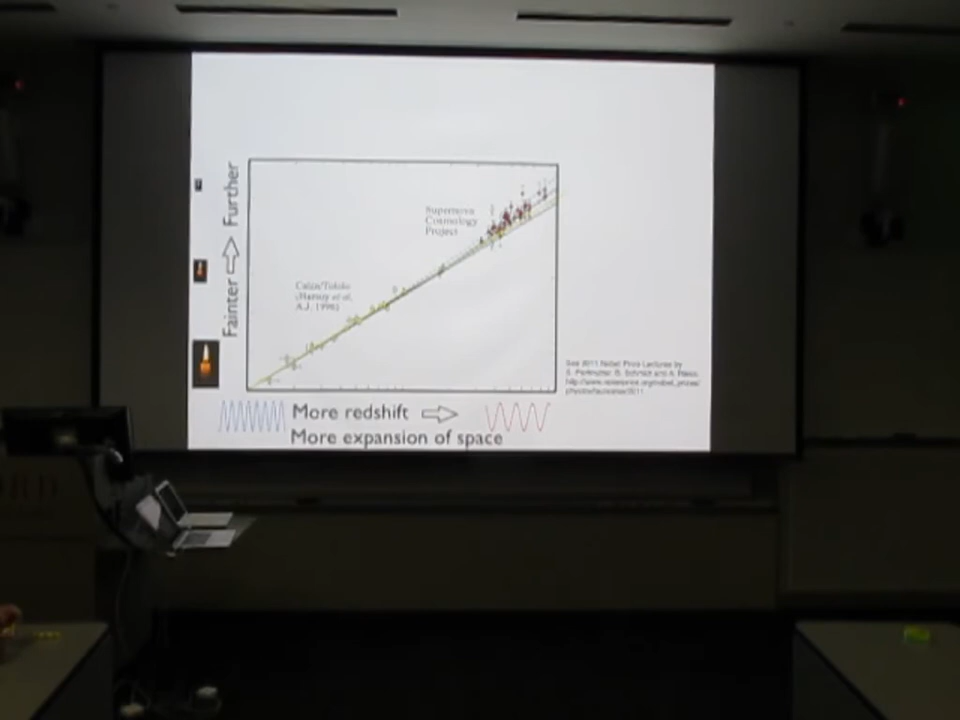 Fainter
Further
Supernova
Cosmology
Project
Calan/Tololo
(Hamuy et al,
A.J. 1996)
See 2011 Nobel Prize Lectures by
S. Perlmutter, B. Schmidt and A. Riess
More redshift
More expansion of space